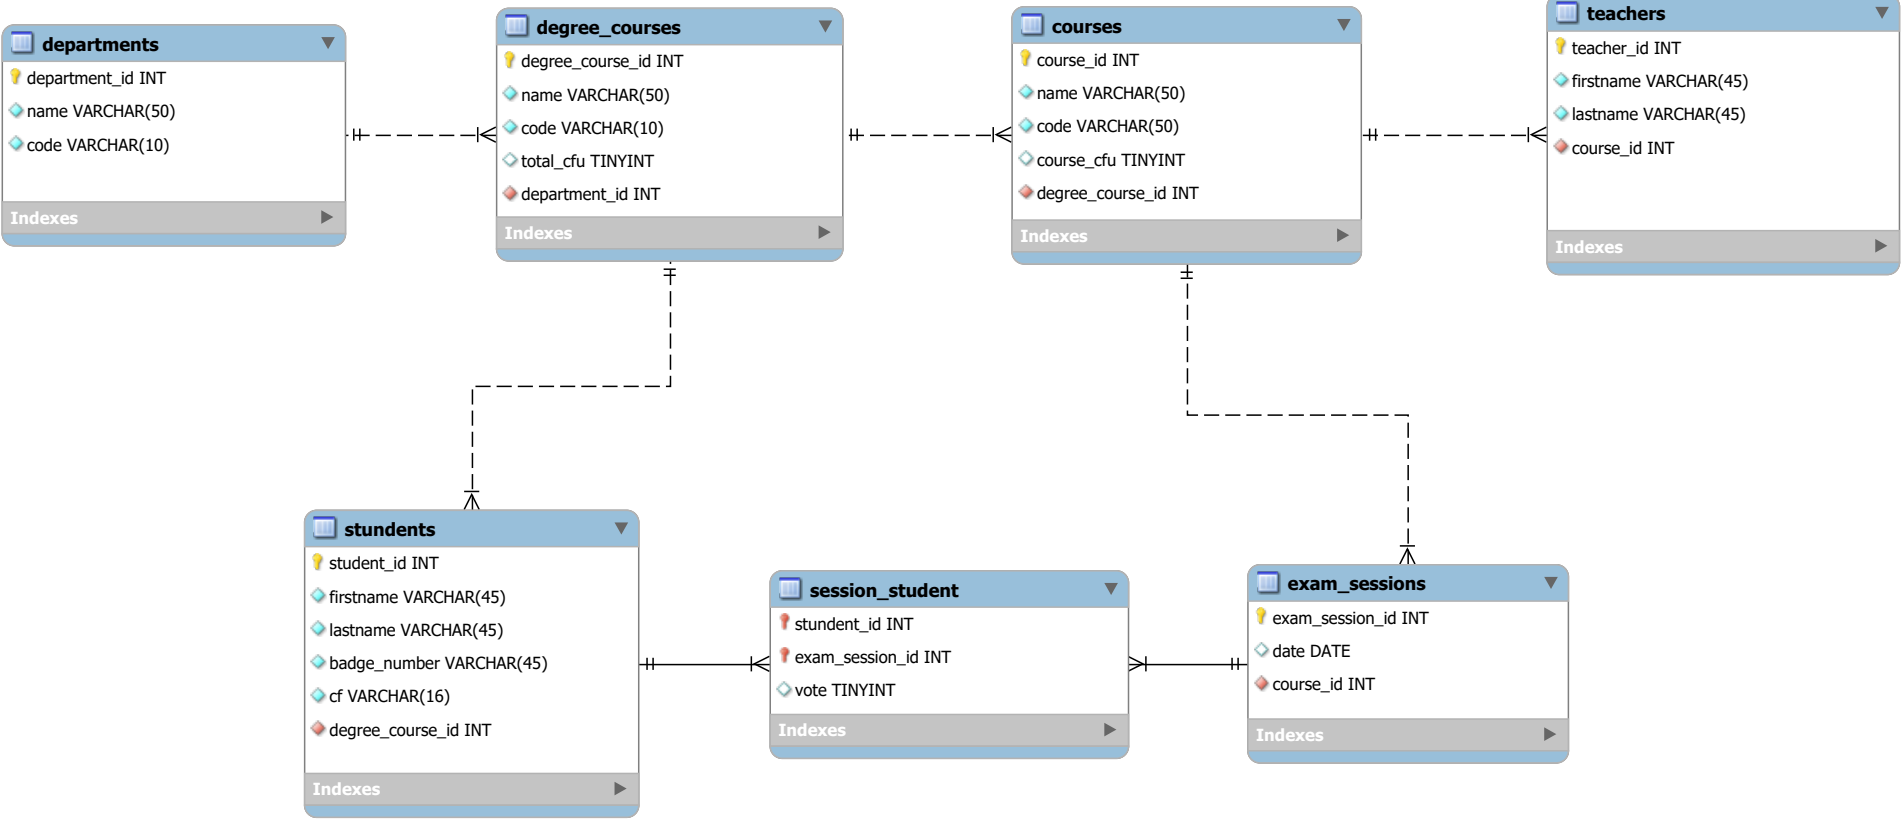 departments
department_id INT
name VARCHAR(50)
code VARCHAR(10)
Indexes
degree_courses
degree_course_id INT
name VARCHAR(50)
code VARCHAR(10)
total_cfu TINYINT
department_id INT
Indexes
courses
course_id INT
name VARCHAR(50)
code VARCHAR(50)
course_cfu TINYINT
degree_course_id INT
Indexes
teachers
teacher_id INT
firstname VARCHAR(45)
lastname VARCHAR(45)
course_id INT
Indexes
stundents
student_id INT
firstname VARCHAR(45)
lastname VARCHAR(45)
badge_number VARCHAR(45)
cf VARCHAR(16)
degree_course_id INT
Indexes
session_student
stundent_id INT
exam_session_id INT
vote TINYINT
Indexes
exam_sessions
exam_session_id INT
date DATE
course_id INT
Indexes